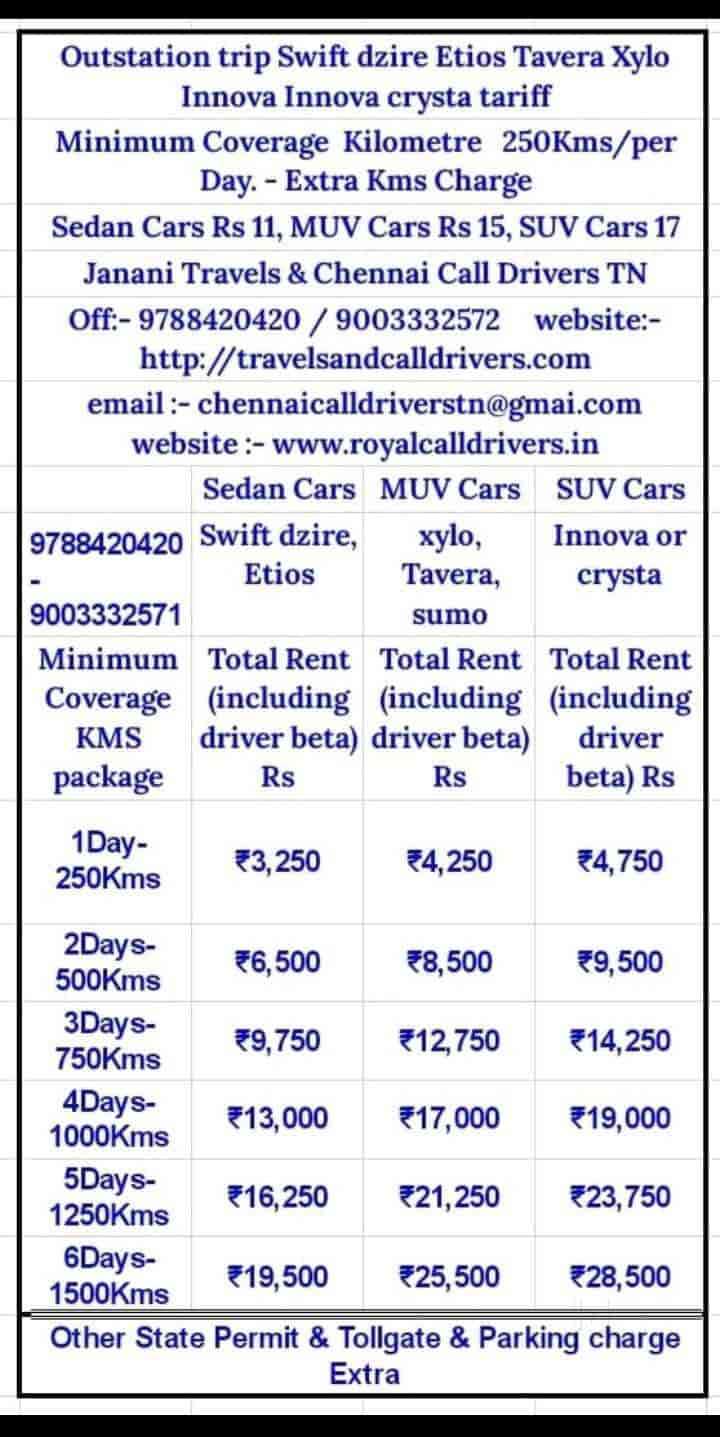 Outstation trip Swift dzire Etios Tavera Xylo
Innova Innova crysta tariff
Minimum Coverage Kilometre 250Kms/per
Day. - Extra Kms Charge
Sedan Cars Rs 11, MUV Cars Rs 15, SUV Cars 17
Janani Travels & Chennai Call Drivers TN
Off:- 9788420420 / 9003332572 website:-
http://travelsandcalldrivers.com
email :- chennaicalldriverstn@gmai.com
website :- www.royalcalldrivers.in
Sedan Cars MUV Cars SUV Cars
9788420420
-
9003332571
Swift dzire,
Etios
xylo,
Tavera,
sumo
Innova or
crysta
Minimum
Coverage
KMS
package
Total Rent
(including
driver beta)
Rs
Total Rent
(including
driver beta)
Rs
Total Rent
(including
driver
beta) Rs
1Day-
250Kms
₹3,250
₹4,250
₹4,750
2Days-
500Kms
₹6,500
₹8,500
₹9,500
3Days-
750Kms
₹9,750
₹12,750
₹14,250
4Days-
1000Kms
₹13,000
₹17,000
₹19,000
5Days-
1250Kms
₹16,250
₹21,250
₹23,750
6Days-
1500Kms
₹19,500
₹25,500
₹28,500
Other State Permit & Tollgate & Parking charge
Extra